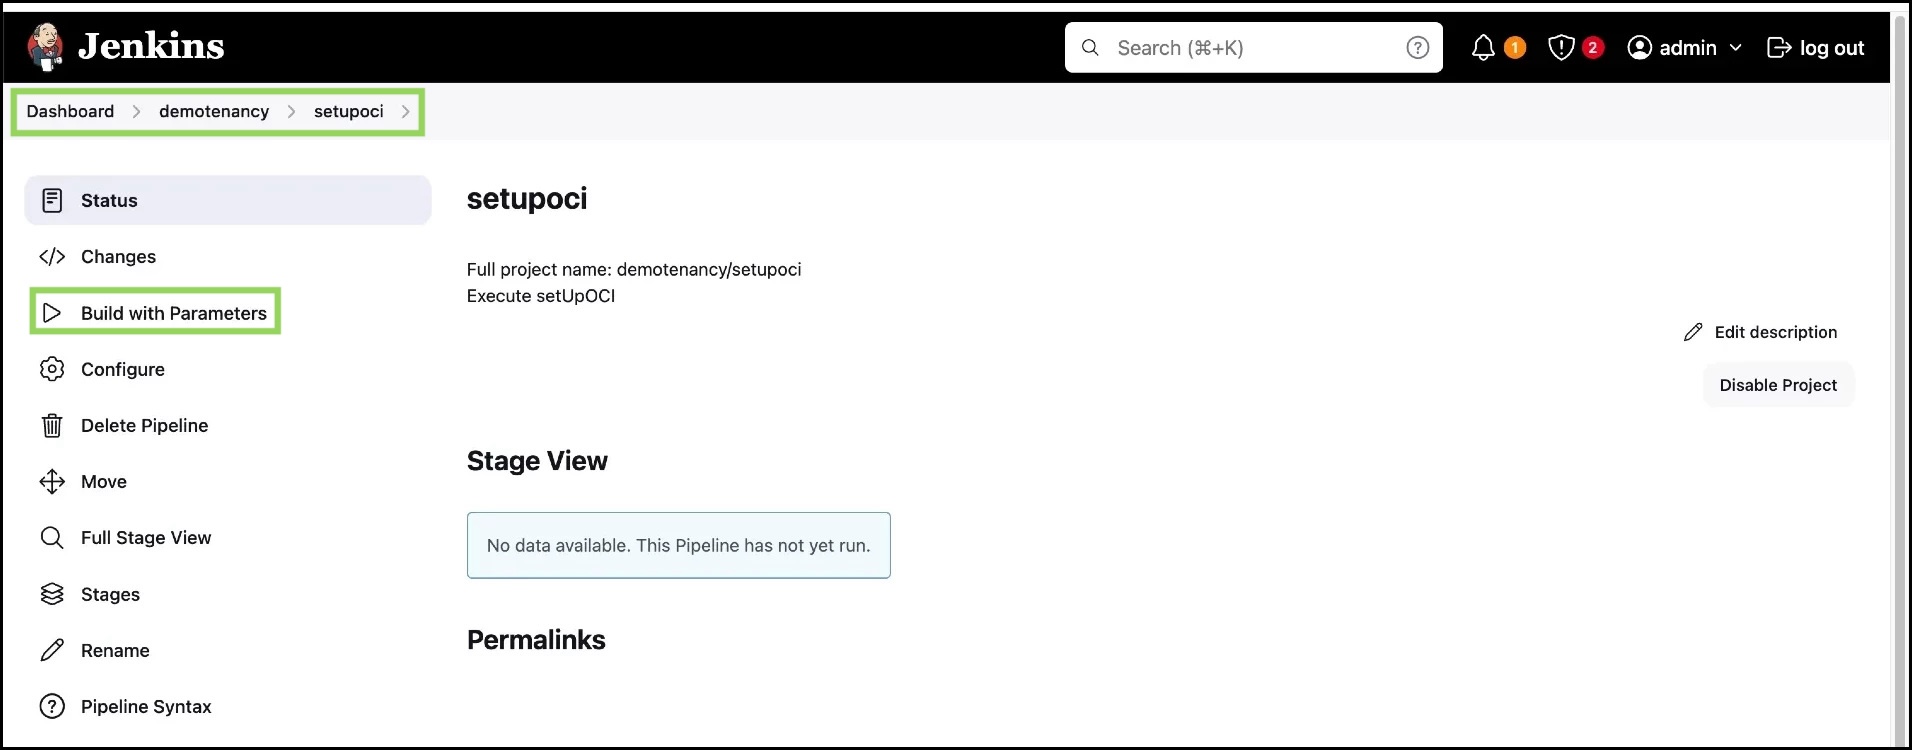 Jenkins
Search (⌘+K)
1
2
admin
log out
Dashboard
demotenancy
setupoci
Status
Changes
Build with Parameters
Configure
Delete Pipeline
Move
Full Stage View
Stages
Rename
Pipeline Syntax
setupoci
Full project name: demotenancy/setupoci
Execute setUpOCI
Edit description
Disable Project
Stage View
No data available. This Pipeline has not yet run.
Permalinks